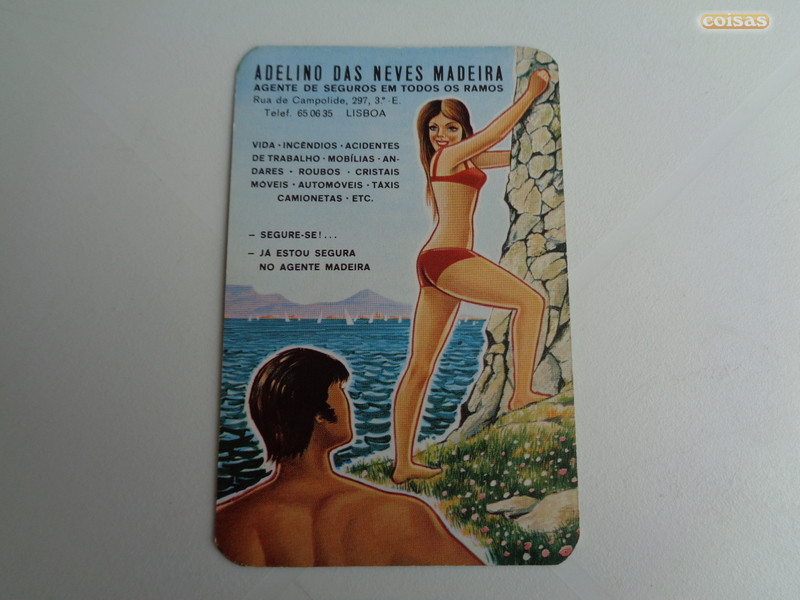 coisas
ADELINO DAS NEVES MADEIRA
AGENTE DE SEGUROS EM TODOS OS RAMOS
Rua de Campolide, 297, 3.º-E.
Telef. 65 06 35 LISBOA
VIDA · INCÊNDIOS · ACIDENTES
DE TRABALHO · MOBÍLIAS · AN-
DARES · ROUBOS · CRISTAIS
MÓVEIS · AUTOMÓVEIS · TÁXIS
CAMIONETAS · ETC.
– SEGURE-SE!...
– JÁ ESTOU SEGURA
NO AGENTE MADEIRA